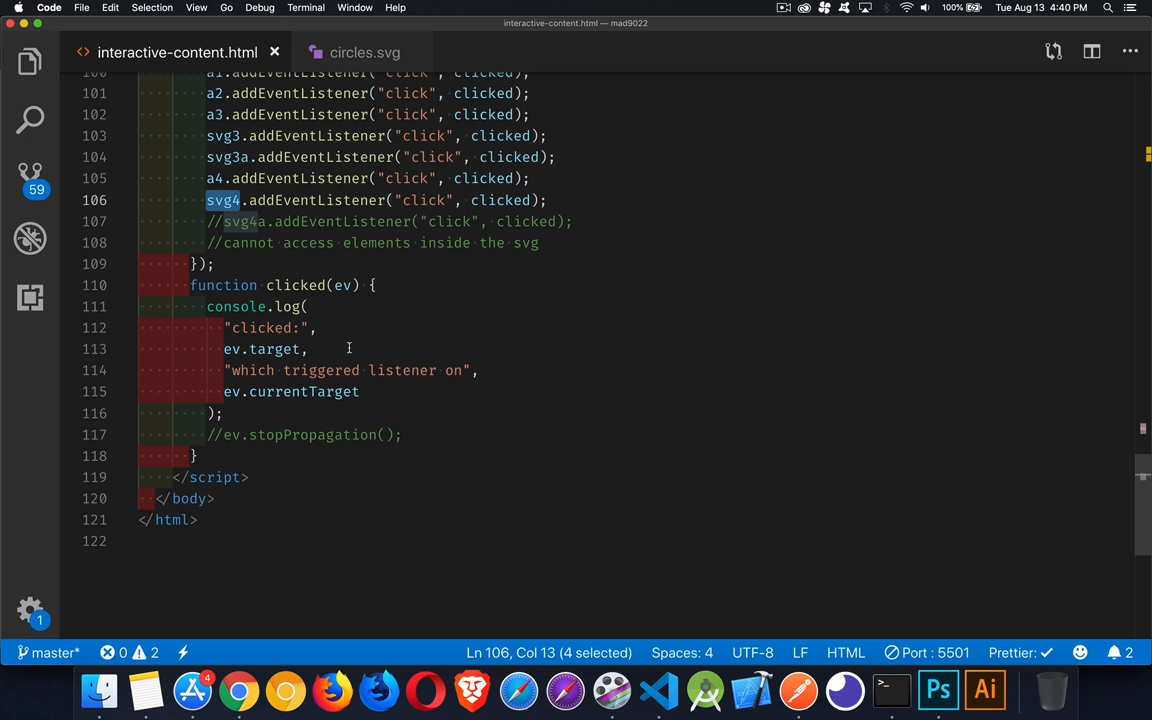 Code File Edit Selection View Go Debug Terminal Window Help 100% Tue Aug 13 4:40 PM
interactive-content.html — mad9022
<> interactive-content.html × circles.svg
100 a1.addEventListener("click", clicked);
101 a2.addEventListener("click", clicked);
102 a3.addEventListener("click", clicked);
103 svg3.addEventListener("click", clicked);
104 svg3a.addEventListener("click", clicked);
105 a4.addEventListener("click", clicked);
106 svg4.addEventListener("click", clicked);
107 //svg4a.addEventListener("click", clicked);
108 //cannot access elements inside the svg
109 });
110 function clicked(ev) {
111 console.log(
112 "clicked:",
113 ev.target,
114 "which triggered listener on",
115 ev.currentTarget
116 );
117 //ev.stopPropagation();
118 }
119 </script>
120 </body>
121 </html>
122
59
1
master* 0 2 Ln 106, Col 13 (4 selected) Spaces: 4 UTF-8 LF HTML Port : 5501 Prettier: 2
4
>_
Ps
Ai